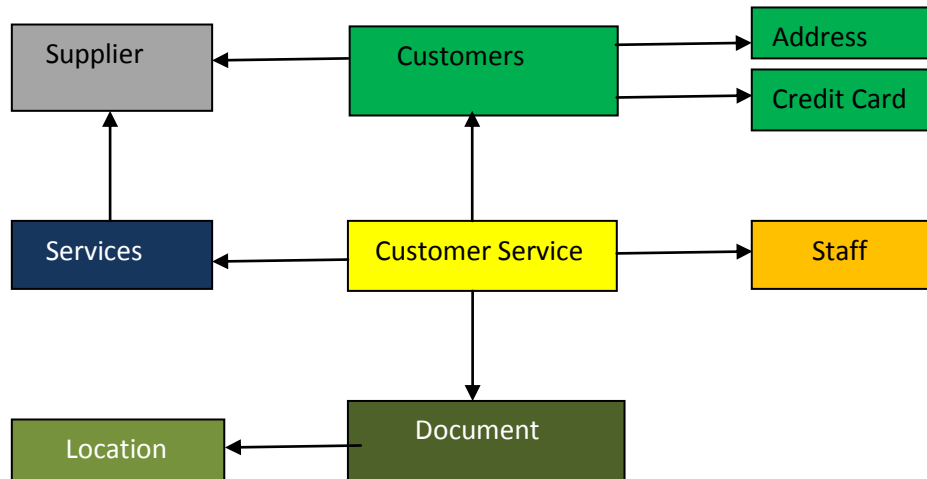 Supplier
Customers
Address
Credit Card
Services
Customer Service
Staff
Document
Location